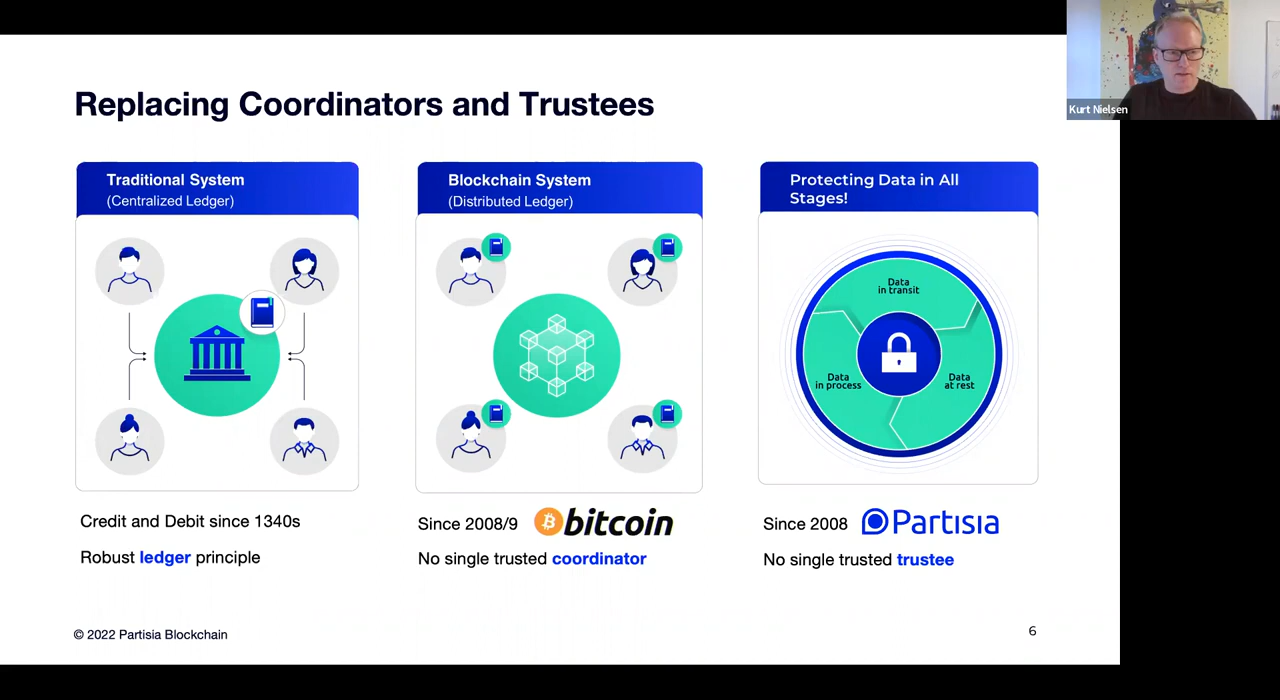 Kurt Nielsen
Replacing Coordinators and Trustees
Traditional System
(Centralized Ledger)
Credit and Debit since 1340s
Robust ledger principle
Blockchain System
(Distributed Ledger)
Since 2008/9 bitcoin
No single trusted coordinator
Protecting Data in All
Stages!
Data
in transit
Data
in process
Data
at rest
Since 2008 Partisia
No single trusted trustee
© 2022 Partisia Blockchain
6